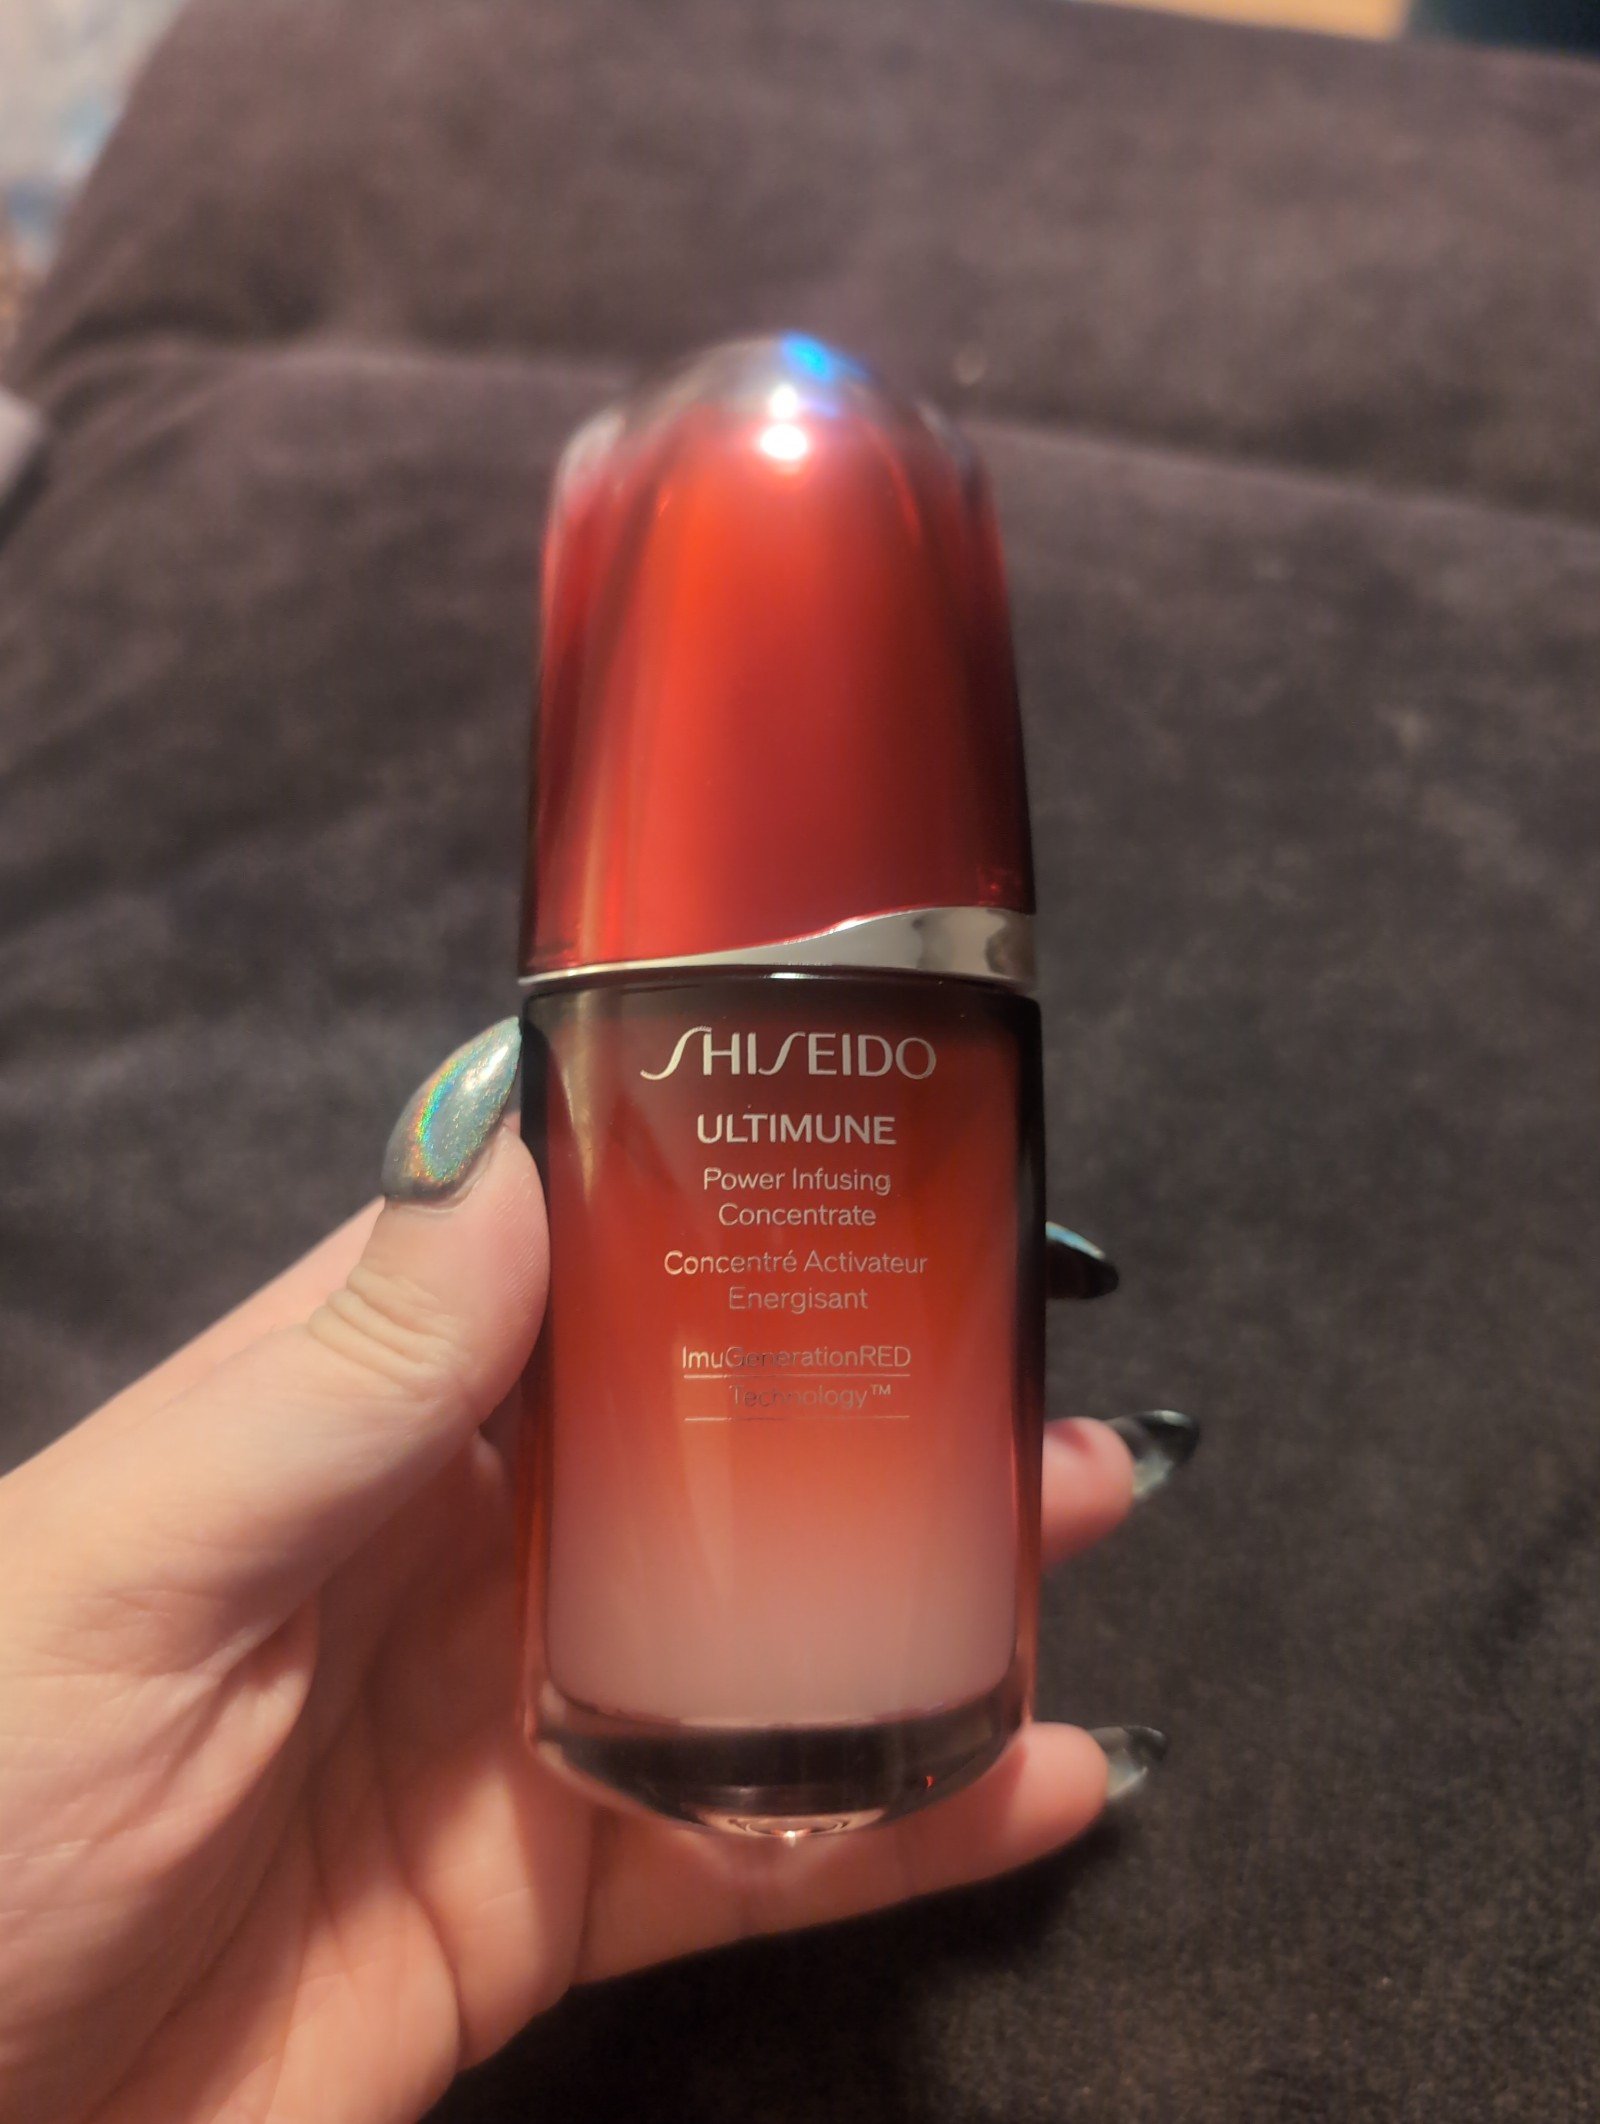 SHISEIDO
ULTIMUNE
Power Infusing
Concentrate
Concentré Activateur
Energisant
ImuGenerationRED
Technology™